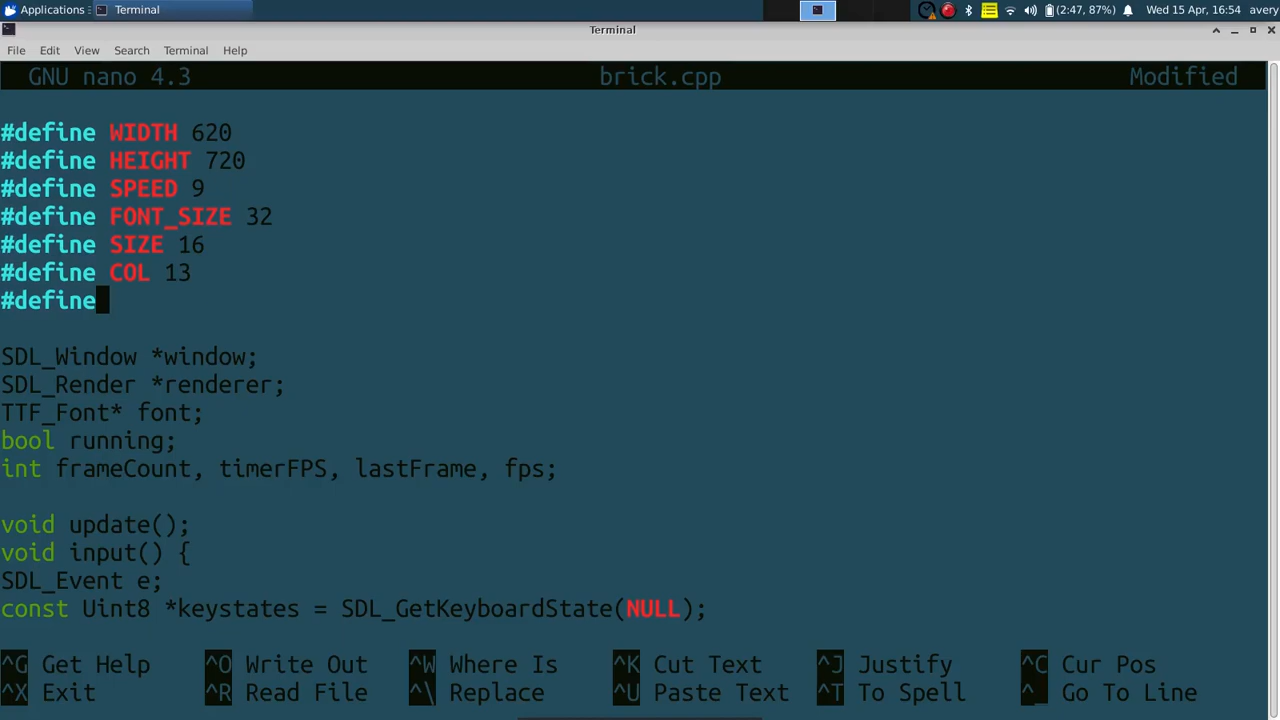 Applications
Terminal
(2:47, 87%)
Wed 15 Apr, 16:54
avery
Terminal
File Edit View Search Terminal Help
GNU nano 4.3 brick.cpp Modified
#define WIDTH 620
#define HEIGHT 720
#define SPEED 9
#define FONT_SIZE 32
#define SIZE 16
#define COL 13
#define
SDL_Window *window;
SDL_Render *renderer;
TTF_Font* font;
bool running;
int frameCount, timerFPS, lastFrame, fps;
void update();
void input() {
SDL_Event e;
const Uint8 *keystates = SDL_GetKeyboardState(NULL);
^G Get Help ^O Write Out ^W Where Is ^K Cut Text ^J Justify ^C Cur Pos
^X Exit ^R Read File ^\ Replace ^U Paste Text ^T To Spell ^_ Go To Line